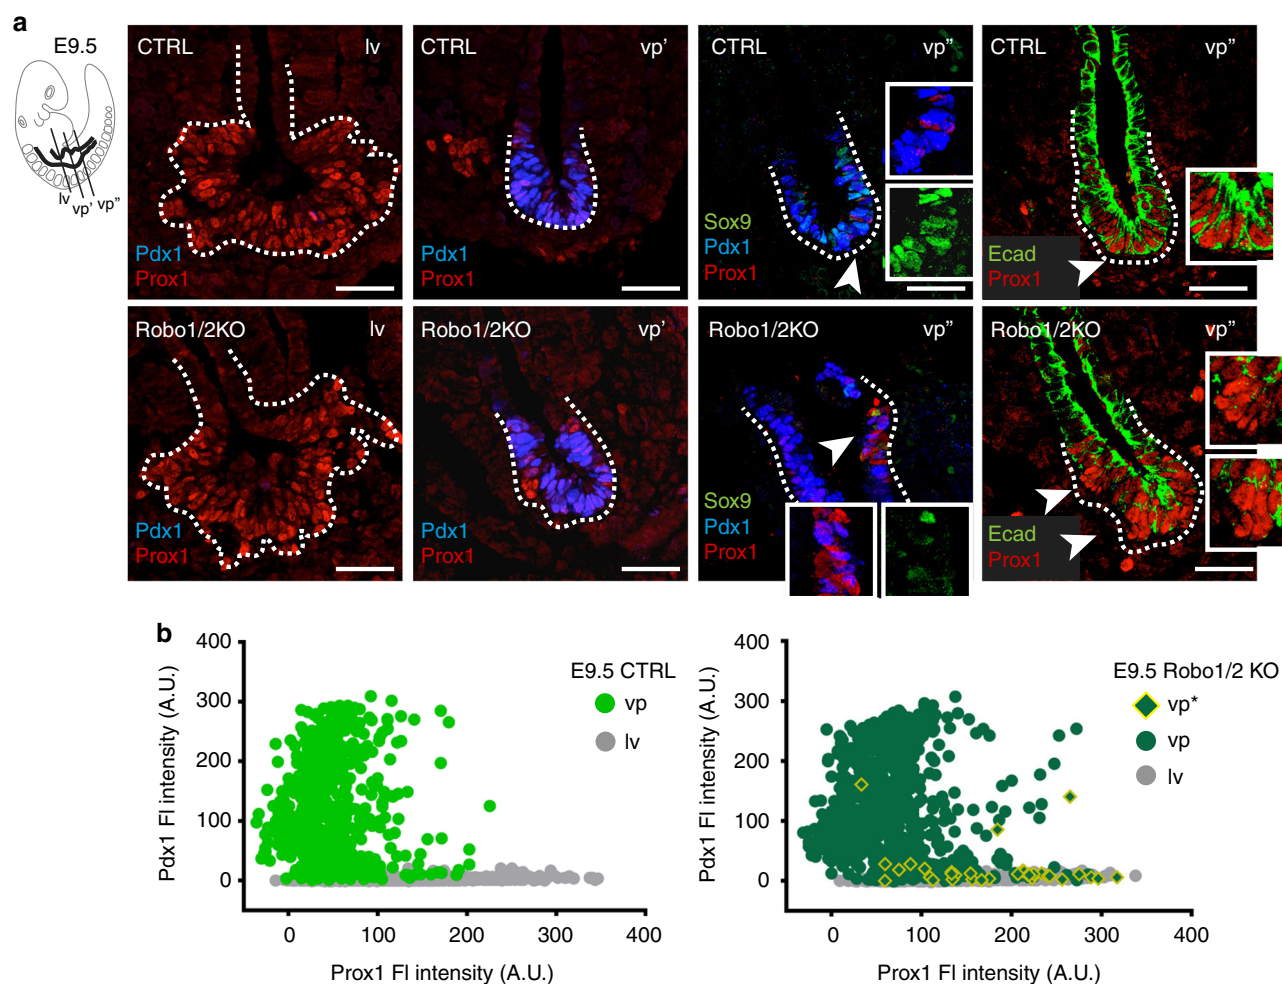 a
E9.5
lv vp' vp"
CTRL lv
Pdx1
Prox1
CTRL vp'
Pdx1
Prox1
CTRL vp"
Sox9
Pdx1
Prox1
CTRL vp"
Ecad
Prox1
Robo1/2KO lv
Pdx1
Prox1
Robo1/2KO vp'
Pdx1
Prox1
Robo1/2KO vp"
Sox9
Pdx1
Prox1
Robo1/2KO vp"
Ecad
Prox1
b
400
300
200
100
0
0 100 200 300 400
Pdx1 FI intensity (A.U.)
Prox1 FI intensity (A.U.)
E9.5 CTRL
vp
lv
400
300
200
100
0
0 100 200 300 400
Pdx1 FI intensity (A.U.)
Prox1 FI intensity (A.U.)
E9.5 Robo1/2 KO
vp*
vp
lv